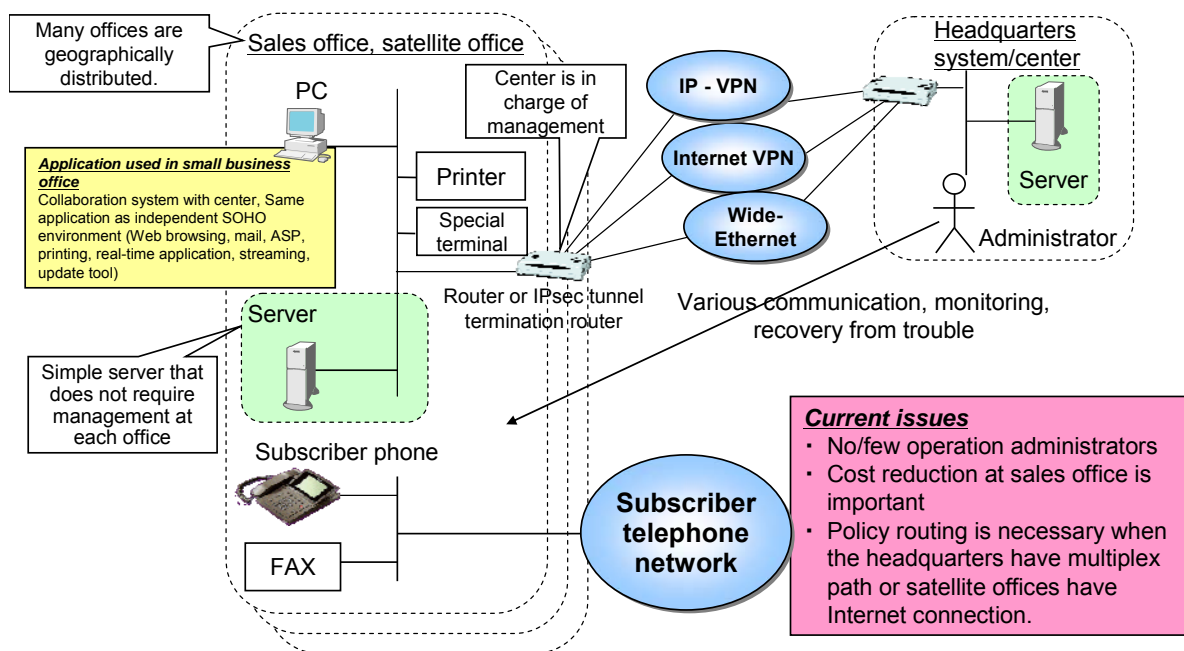 Many offices are
geographically
distributed.
Sales office, satellite office
Center is in
charge of
management
PC
Application used in small business
office
Collaboration system with center, Same
application as independent SOHO
environment (Web browsing, mail, ASP,
printing, real-time application, streaming,
update tool)
Printer
Special
terminal
Router or IPsec tunnel
termination router
Server
Simple server that
does not require
management at
each office
Subscriber phone
FAX
IP - VPN
Internet VPN
Wide-
Ethernet
Headquarters
system/center
Server
Administrator
Various communication, monitoring,
recovery from trouble
Subscriber
telephone
network
Current issues
・ No/few operation administrators
・ Cost reduction at sales office is
important
・ Policy routing is necessary when
the headquarters have multiplex
path or satellite offices have
Internet connection.